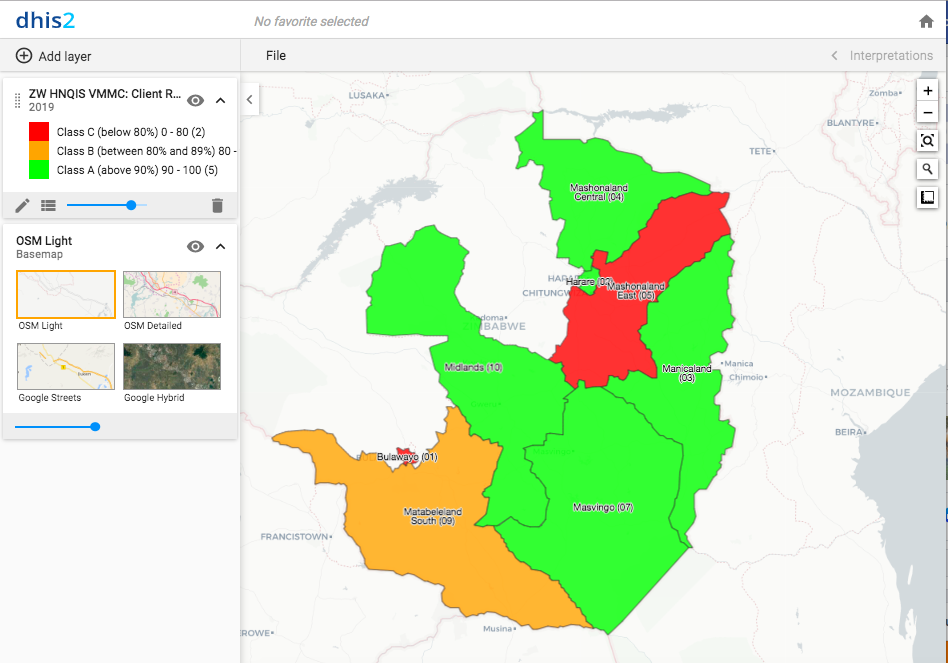 dhis2
No favorite selected
Add layer
File
Interpretations
ZW HNQIS VMMC: Client R...
2019
Class C (below 80%) 0 - 80 (2)
Class B (between 80% and 89%) 80 -
Class A (above 90%) 90 - 100 (5)
OSM Light
Basemap
OSM Light
OSM Detailed
Google Streets
Google Hybrid
LUSAKA
Zomba
BLANTYRE
TETE
Mashonaland
Central (04)
Harare (02)
Mashonaland
East (05)
CHITUNGW
ZIMBABWE
Midlands (10)
Manicaland
(03)
Manica
Chimoio
MOZAMBIQUE
BEIRA
Bulawayo (01)
Matabeleland
South (09)
Masvingo (07)
FRANCISTOWN
Musina
EROWE